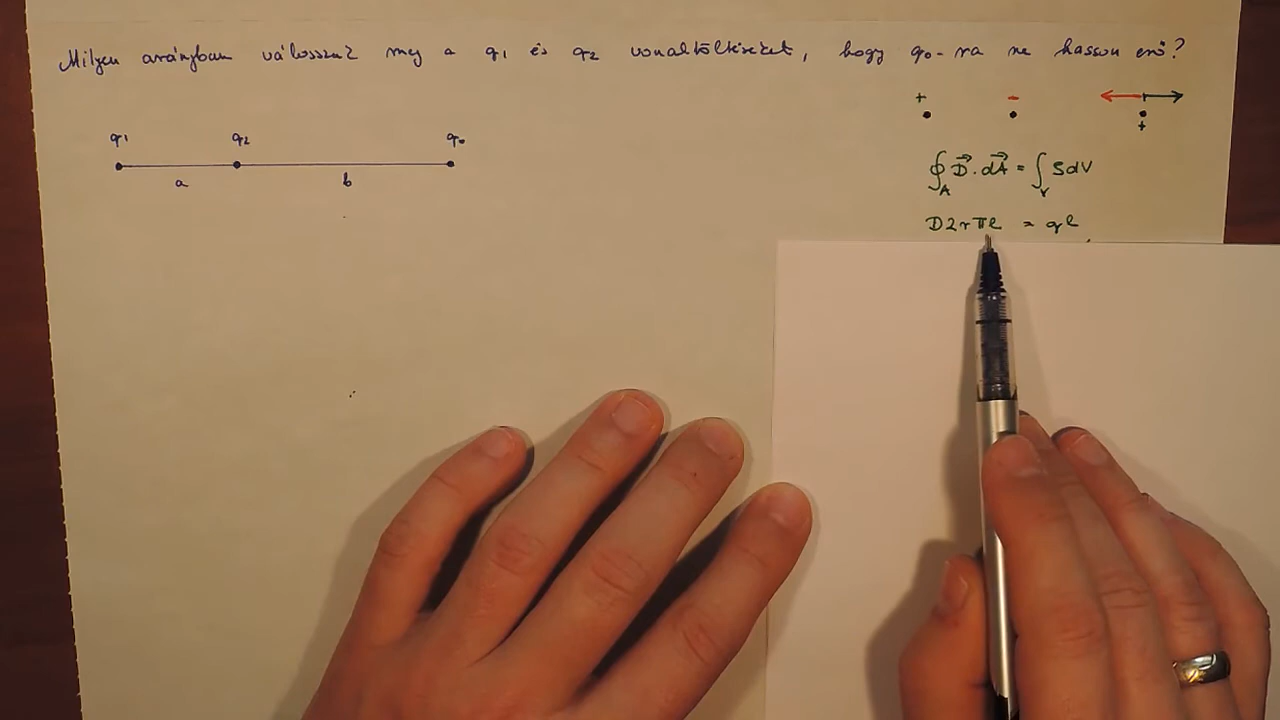 Milyen arányban válasszuk meg a q1 és q2 vonaltöltéseket, hogy q0-ra ne hasson erő?
+ -
+
q1 q2 q0
a b
∮A D⃗·dA⃗ = ∫V ρdV
D2rπl = ql